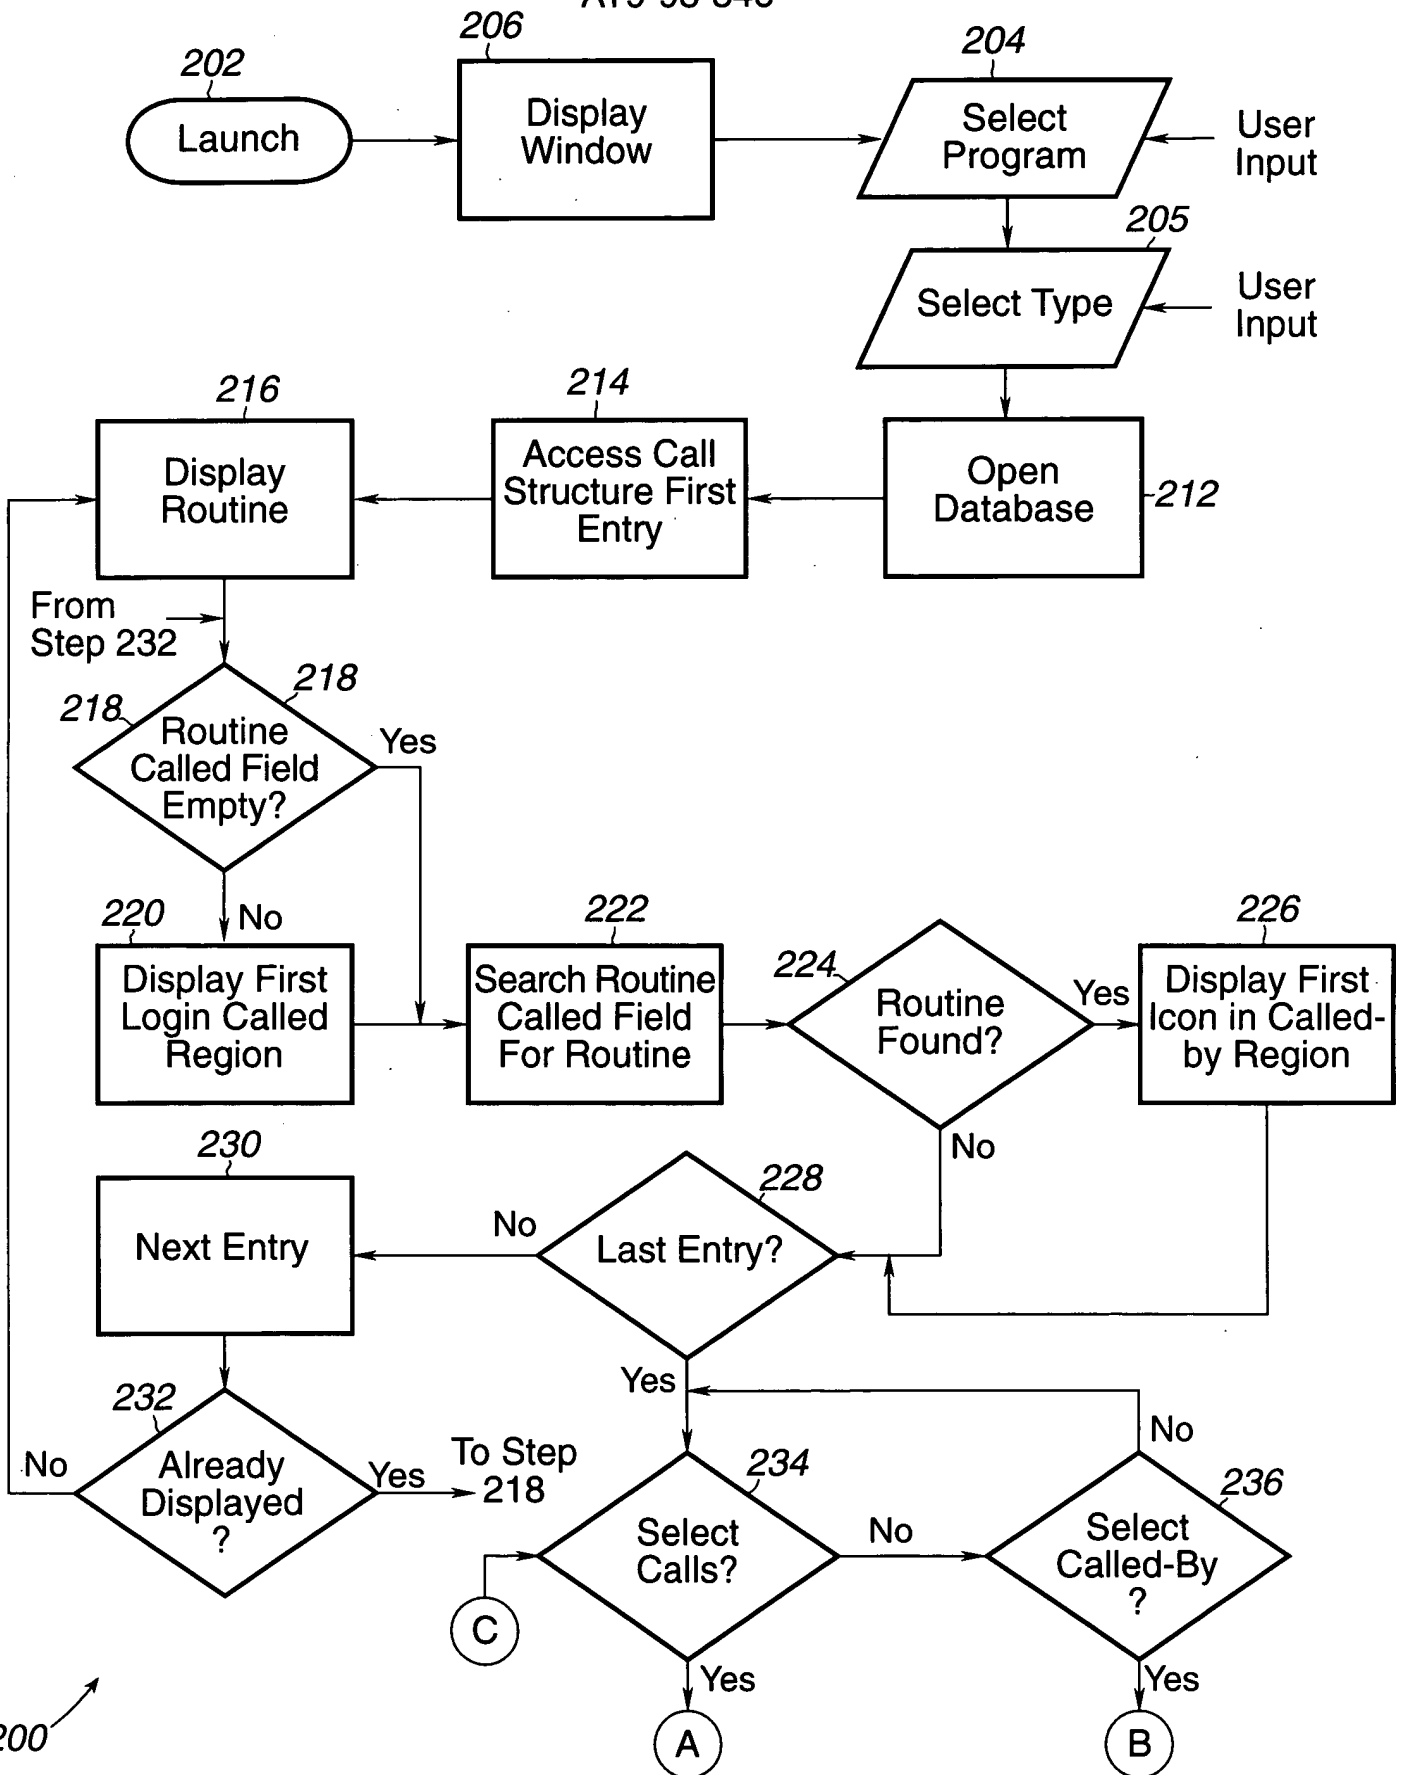 206
204
202
Launch
Display
Window
Select
Program
User
Input
205
Select Type
User
Input
216
214
Display
Routine
Access Call
Structure First
Entry
Open
Database
212
From
Step 232
218
218
Routine
Called Field
Empty?
Yes
No
220
222
224
226
Display First
Login Called
Region
Search Routine
Called Field
For Routine
Routine
Found?
Yes
Display First
Icon in Called-
by Region
No
230
228
Next Entry
No
Last Entry?
Yes
232
No
Already
Displayed
?
Yes
To Step
218
234
Select
Calls?
No
No
236
Select
Called-By
?
C
Yes
Yes
A
B
200